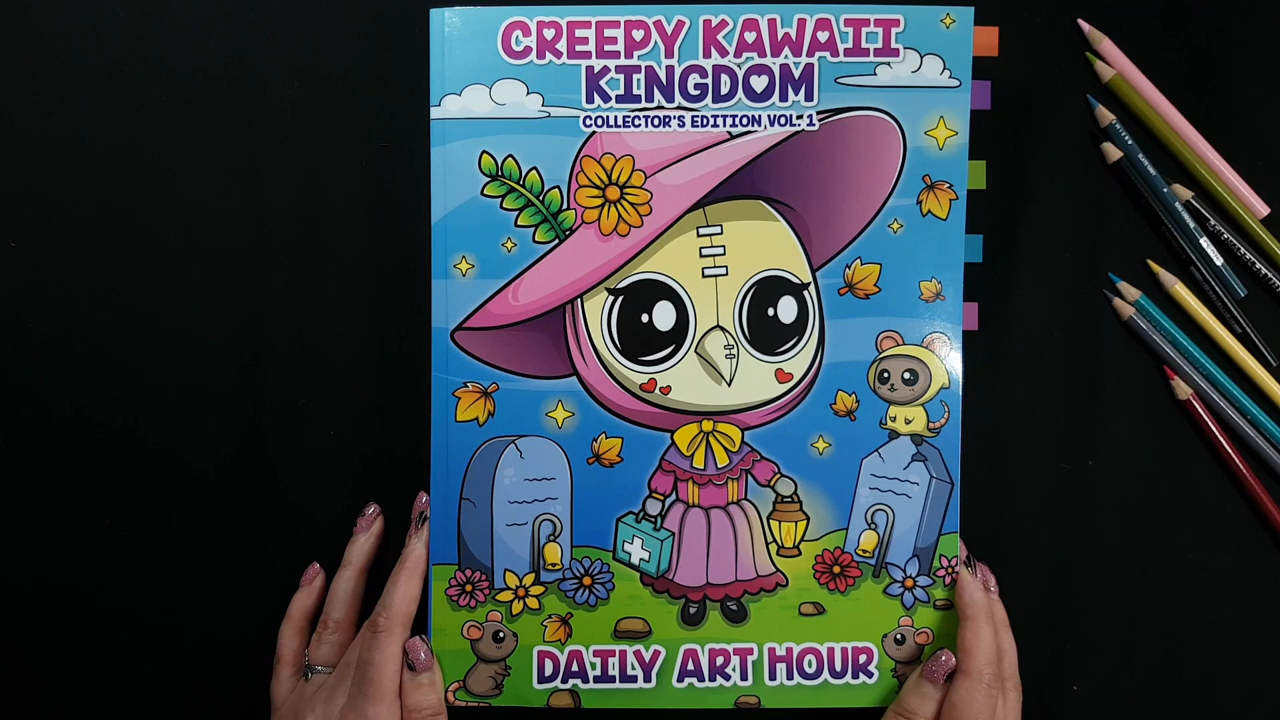 CREEPY KAWAII
KINGDOM
COLLECTOR'S EDITION VOL. 1
DAILY ART HOUR